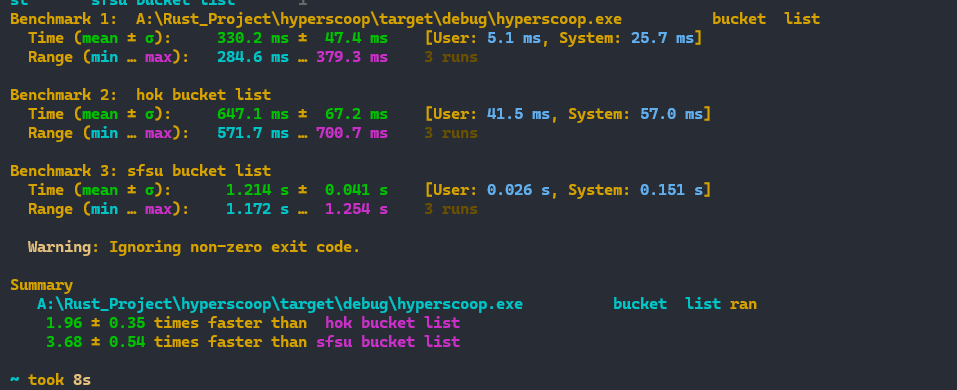 st sfsu bucket list 1
Benchmark 1: A:\Rust_Project\hyperscoop\target\debug\hyperscoop.exe bucket list
Time (mean ± σ): 330.2 ms ± 47.4 ms [User: 5.1 ms, System: 25.7 ms]
Range (min … max): 284.6 ms … 379.3 ms 3 runs
Benchmark 2: hok bucket list
Time (mean ± σ): 647.1 ms ± 67.2 ms [User: 41.5 ms, System: 57.0 ms]
Range (min … max): 571.7 ms … 700.7 ms 3 runs
Benchmark 3: sfsu bucket list
Time (mean ± σ): 1.214 s ± 0.041 s [User: 0.026 s, System: 0.151 s]
Range (min … max): 1.172 s … 1.254 s 3 runs
Warning: Ignoring non-zero exit code.
Summary
A:\Rust_Project\hyperscoop\target\debug\hyperscoop.exe bucket list ran
1.96 ± 0.35 times faster than hok bucket list
3.68 ± 0.54 times faster than sfsu bucket list
~ took 8s